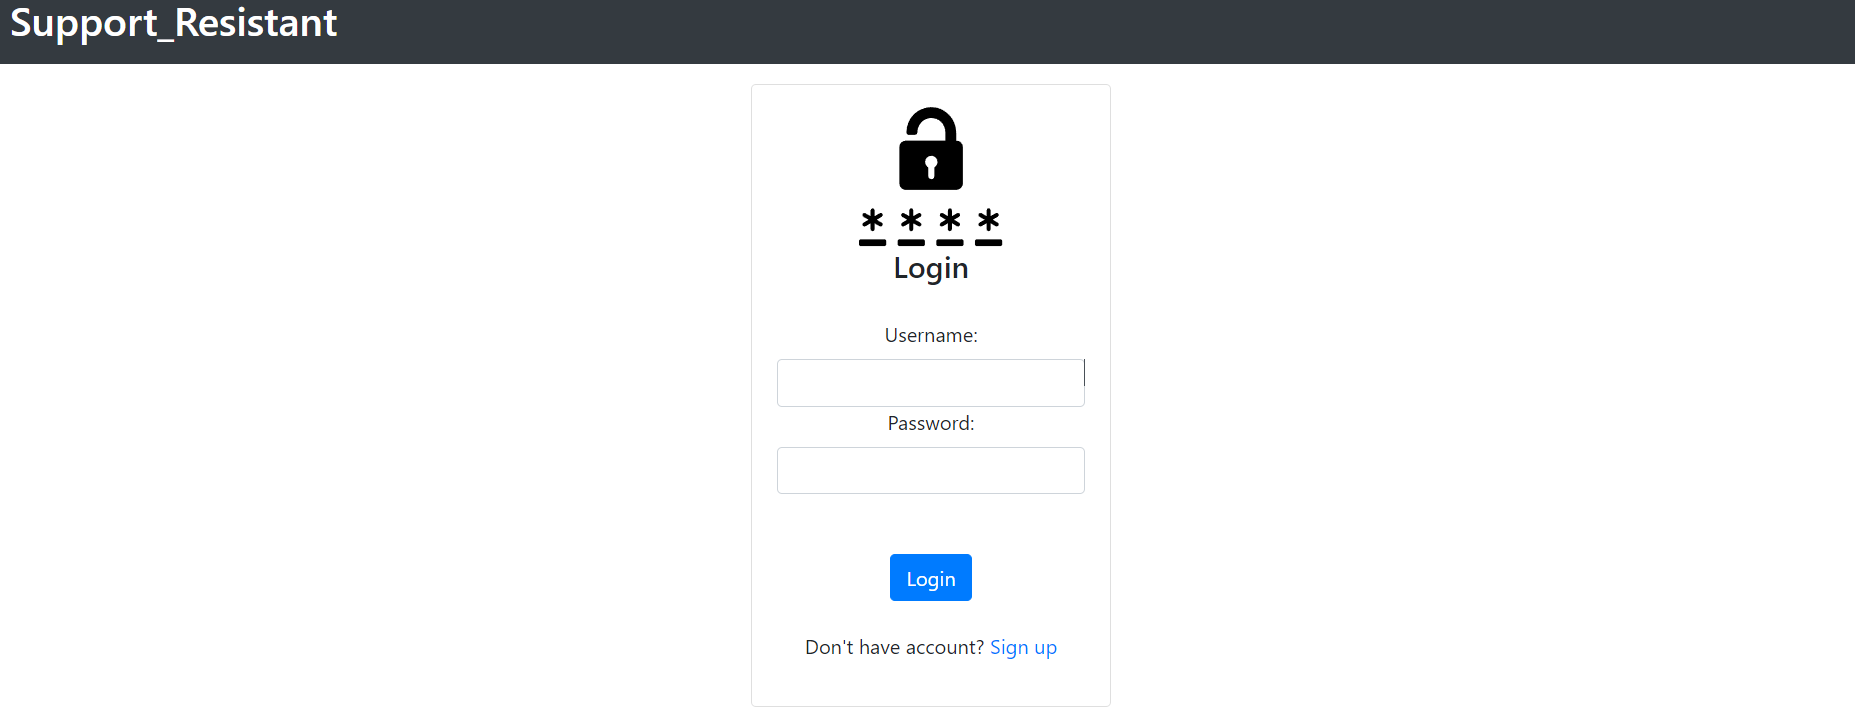 Support_Resistant
* * * *
Login
Username:
Password:
Login
Don't have account? Sign up